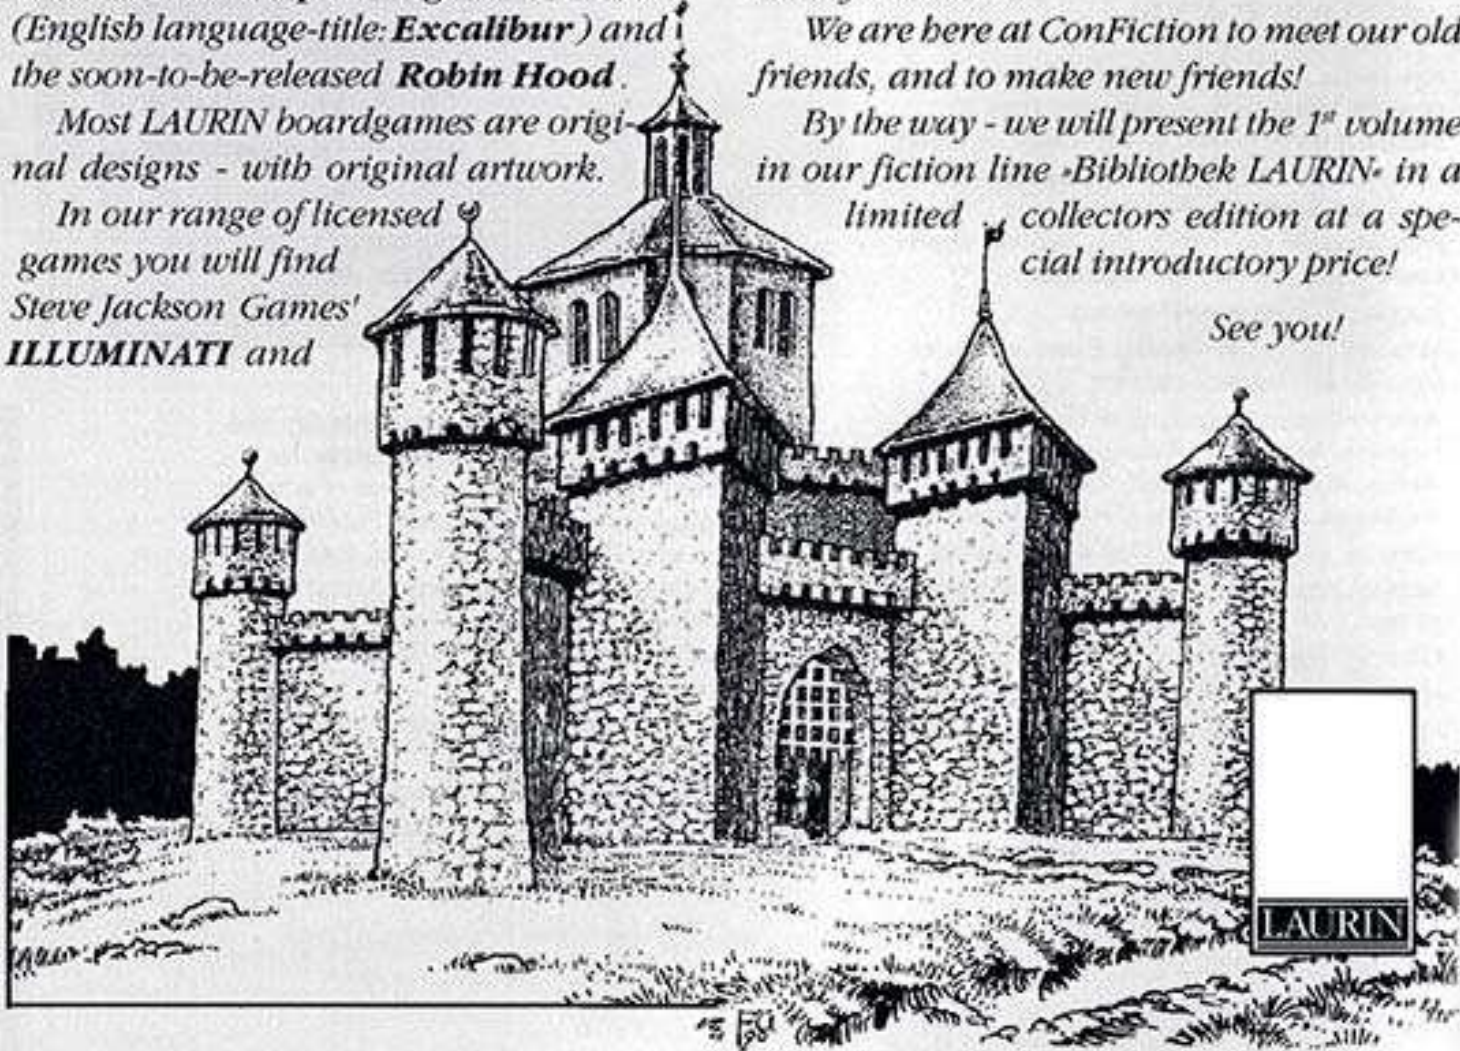 (English language-title: Excalibur) and
the soon-to-be-released Robin Hood.
Most LAURIN boardgames are origi-
nal designs - with original artwork.
In our range of licensed
games you will find
Steve Jackson Games'
ILLUMINATI and
We are here at ConFiction to meet our old
friends, and to make new friends!
By the way - we will present the 1st volume
in our fiction line »Bibliothek LAURIN« in a
limited collectors edition at a spe-
cial introductory price!
See you!
LAURIN